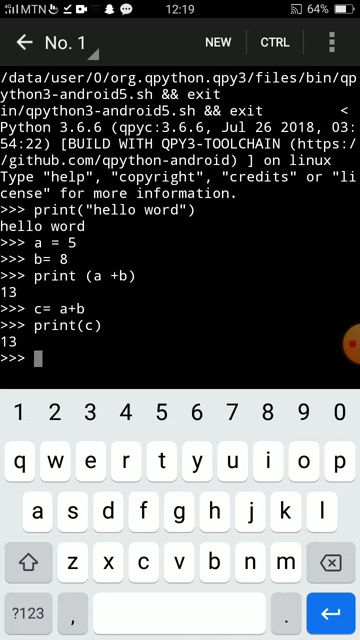 4G MTN 12:19 64%
No. 1 NEW CTRL
/data/user/0/org.qpython.qpy3/files/bin/qp
ython3-android5.sh && exit
in/qpython3-android5.sh && exit <
Python 3.6.6 (qpyc:3.6.6, Jul 26 2018, 03:
54:22) [BUILD WITH QPY3-TOOLCHAIN (https:/
/github.com/qpython-android) ] on linux
Type "help", "copyright", "credits" or "li
cense" for more information.
>>> print("hello word")
hello word
>>> a = 5
>>> b= 8
>>> print (a +b)
13
>>> c= a+b
>>> print(c)
13
>>>
1 2 3 4 5 6 7 8 9 0
q w e r t y u i o p
a s d f g h j k l
z x c v b n m
?123 , .